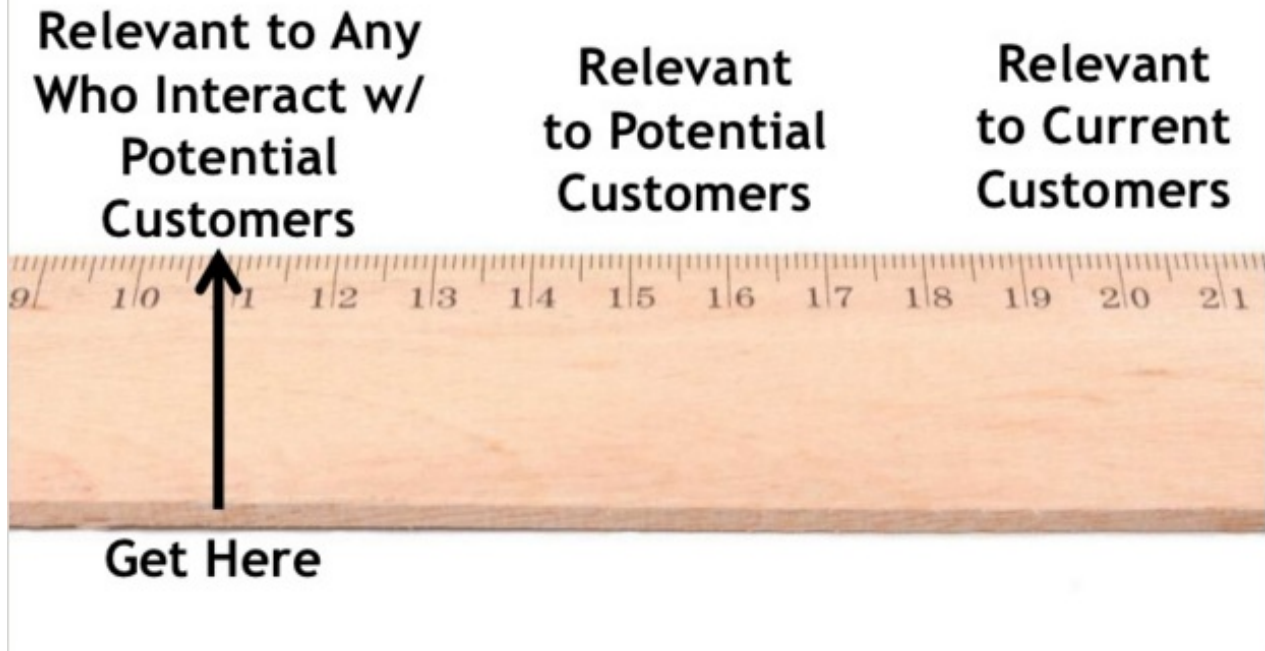 Relevant to Any
Who Interact w/
Potential
Customers
Relevant
to Potential
Customers
Relevant
to Current
Customers
9 10 11 12 13 14 15 16 17 18 19 20 21
Get Here